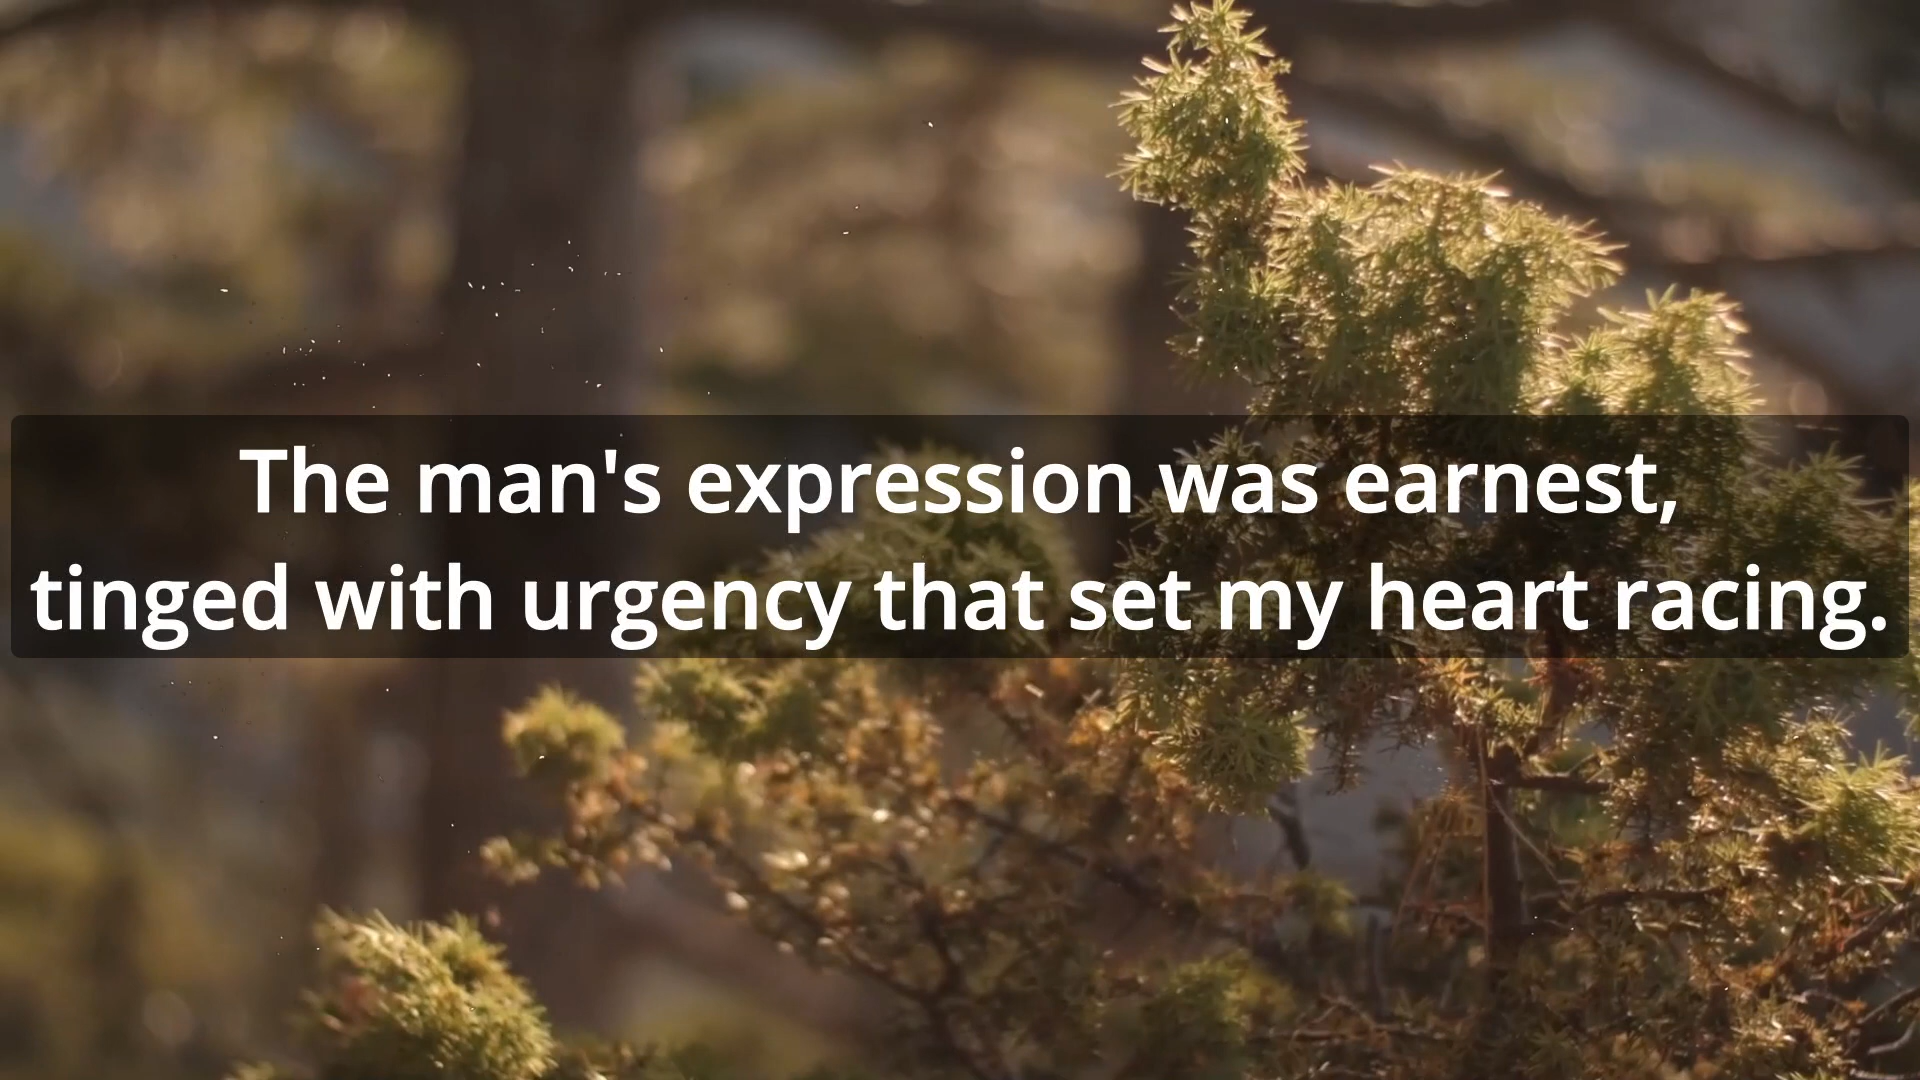 The man's expression was earnest,
tinged with urgency that set my heart racing.